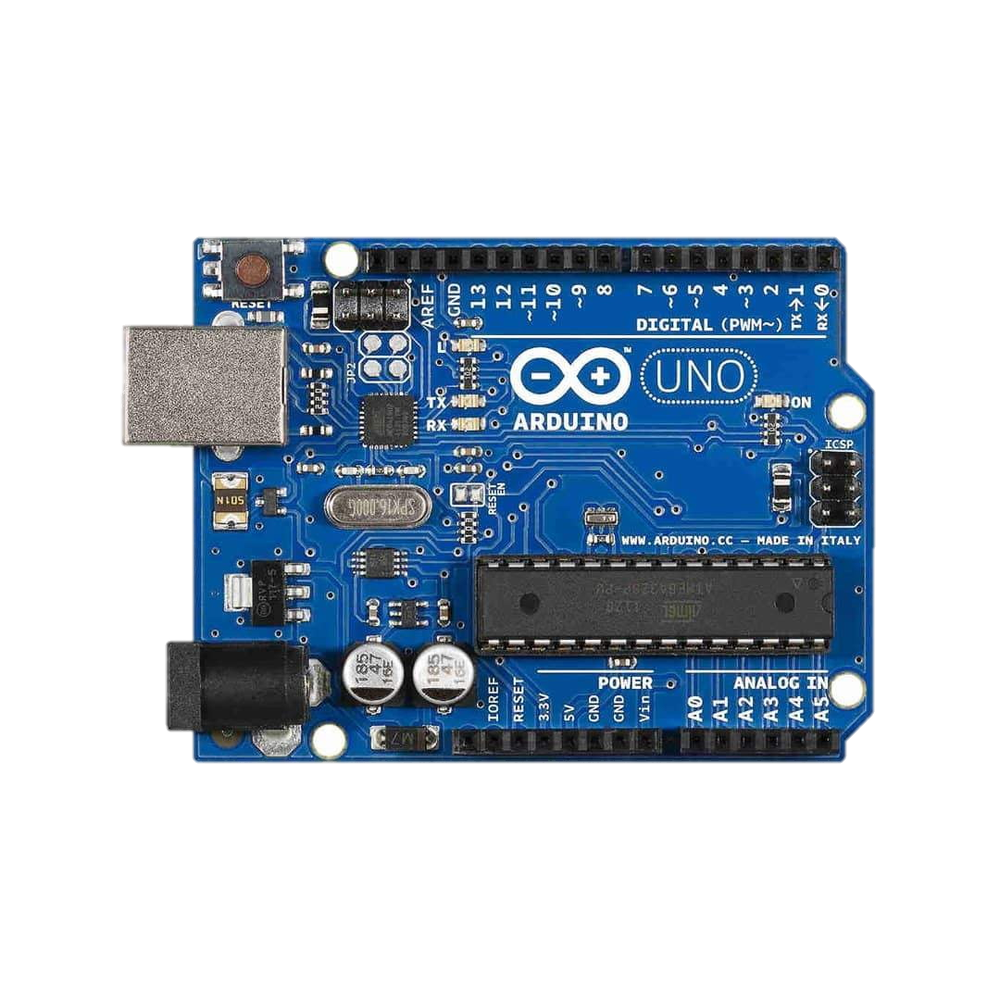 RESET
AREF
GND
13
12
~11
~10
~9
8
7
~6
~5
4
~3
2
TX→1
RX←0
DIGITAL (PWM~)
JP2
L
TX
RX
™
UNO
ARDUINO
ON
ICSP
501N
SPK16.000G
RESET
EN
WWW.ARDUINO.CC — MADE IN ITALY
ATMEL
185
47
16E
185
47
16E
M7
POWER
ANALOG IN
IOREF
RESET
3.3V
5V
GND
GND
Vin
A0
A1
A2
A3
A4
A5